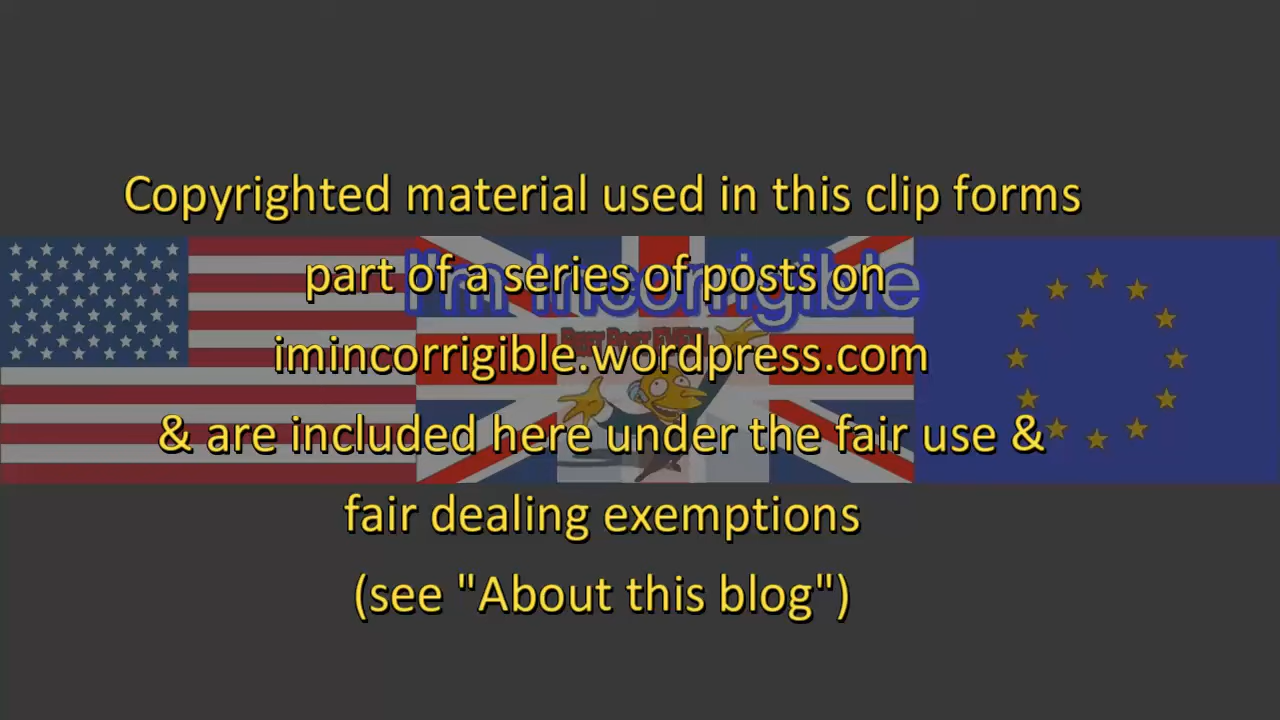 Copyrighted material used in this clip forms
part of a series of posts on
I'm Incorrigible
imincorrigible.wordpress.com
& are included here under the fair use &
fair dealing exemptions
(see "About this blog")